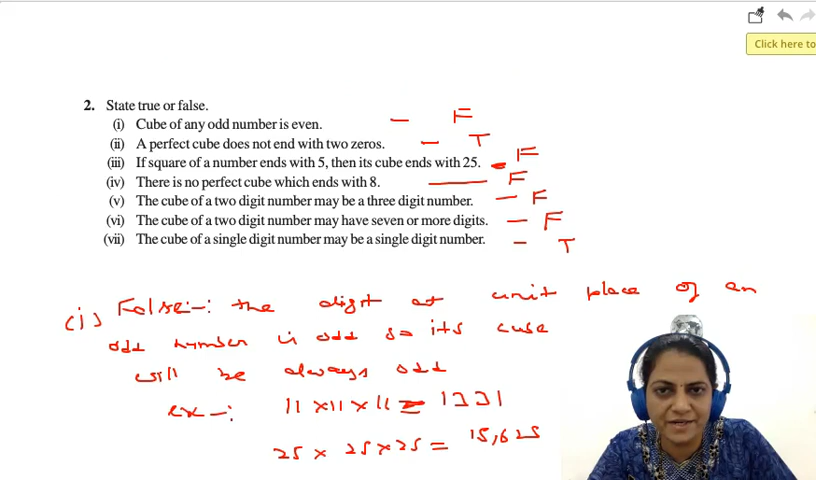 Click here to
2. State true or false.
(i) Cube of any odd number is even. – F
(ii) A perfect cube does not end with two zeros. – T
(iii) If square of a number ends with 5, then its cube ends with 25. – F
(iv) There is no perfect cube which ends with 8. — F
(v) The cube of a two digit number may be a three digit number. – F
(vi) The cube of a two digit number may have seven or more digits. – F
(vii) The cube of a single digit number may be a single digit number. – T
(i) False:-: the digit at unit place of an
odd number is odd so its cube
will be always odd
ex-: 11 x 11 x 11 = 1331
25 x 25 x 25 = 15,625